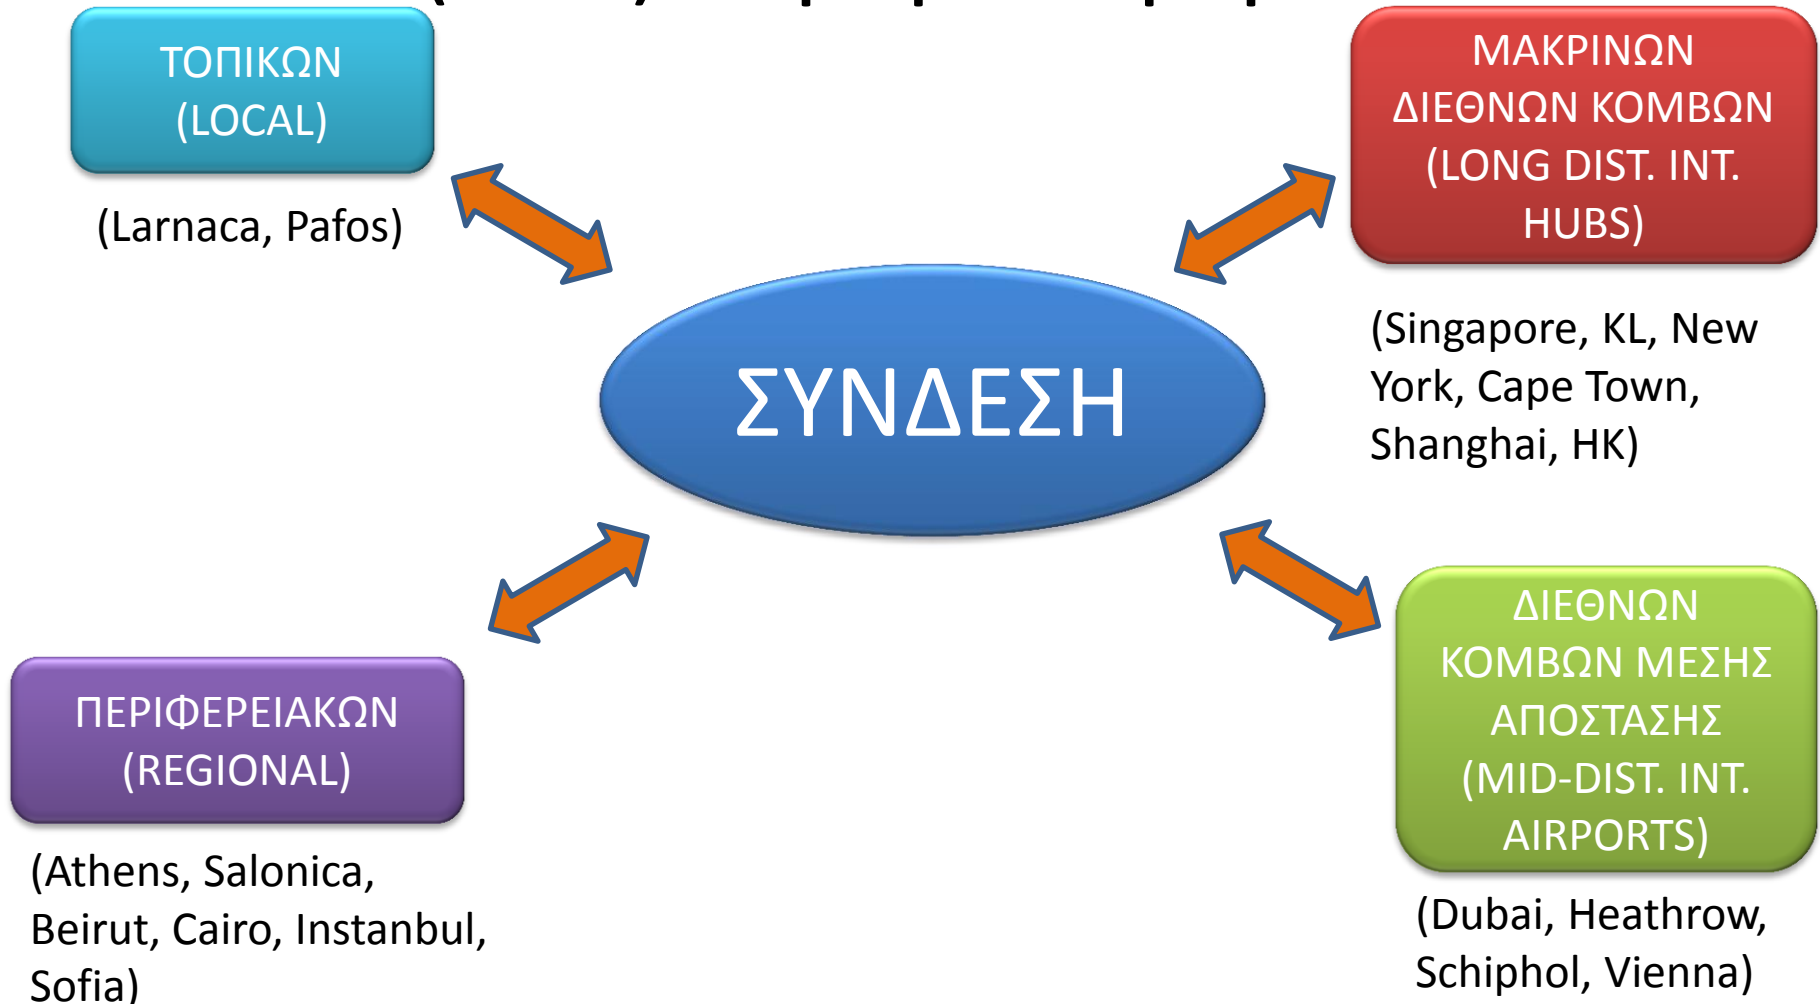 ΤΟΠΙΚΩΝ
(LOCAL)
(Larnaca, Pafos)
ΜΑΚΡΙΝΩΝ
ΔΙΕΘΝΩΝ ΚΟΜΒΩΝ
(LONG DIST. INT.
HUBS)
(Singapore, KL, New
York, Cape Town,
Shanghai, HK)
ΣΥΝΔΕΣΗ
ΠΕΡΙΦΕΡΕΙΑΚΩΝ
(REGIONAL)
(Athens, Salonica,
Beirut, Cairo, Instanbul,
Sofia)
ΔΙΕΘΝΩΝ
ΚΟΜΒΩΝ ΜΕΣΗΣ
ΑΠΟΣΤΑΣΗΣ
(MID-DIST. INT.
AIRPORTS)
(Dubai, Heathrow,
Schiphol, Vienna)